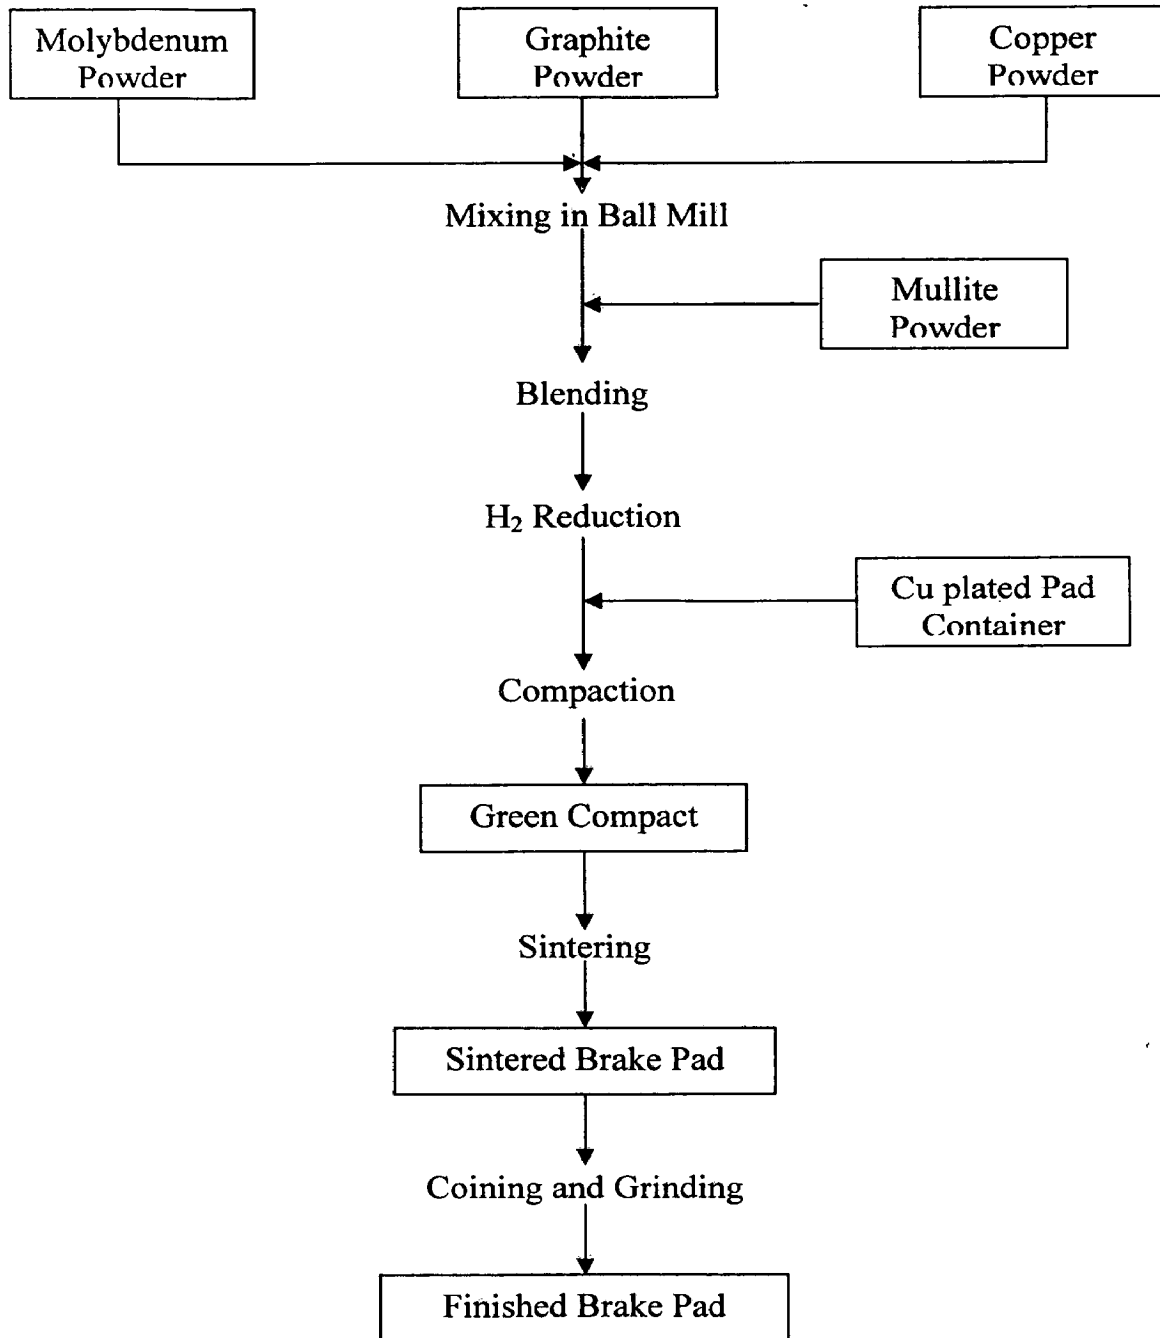 Molybdenum
Powder
Graphite
Powder
Copper
Powder
Mixing in Ball Mill
Mullite
Powder
Blending
H₂ Reduction
Cu plated Pad
Container
Compaction
Green Compact
Sintering
Sintered Brake Pad
Coining and Grinding
Finished Brake Pad